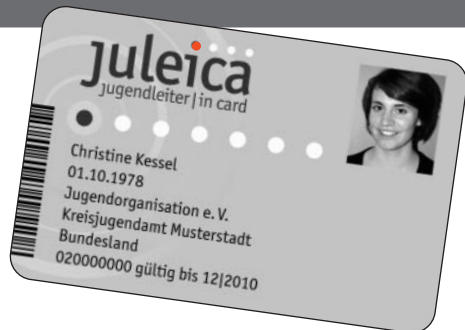 juleica
jugendleiter|in card
Christine Kessel
01.10.1978
Jugendorganisation e. V.
Kreisjugendamt Musterstadt
Bundesland
020000000 gültig bis 12|2010